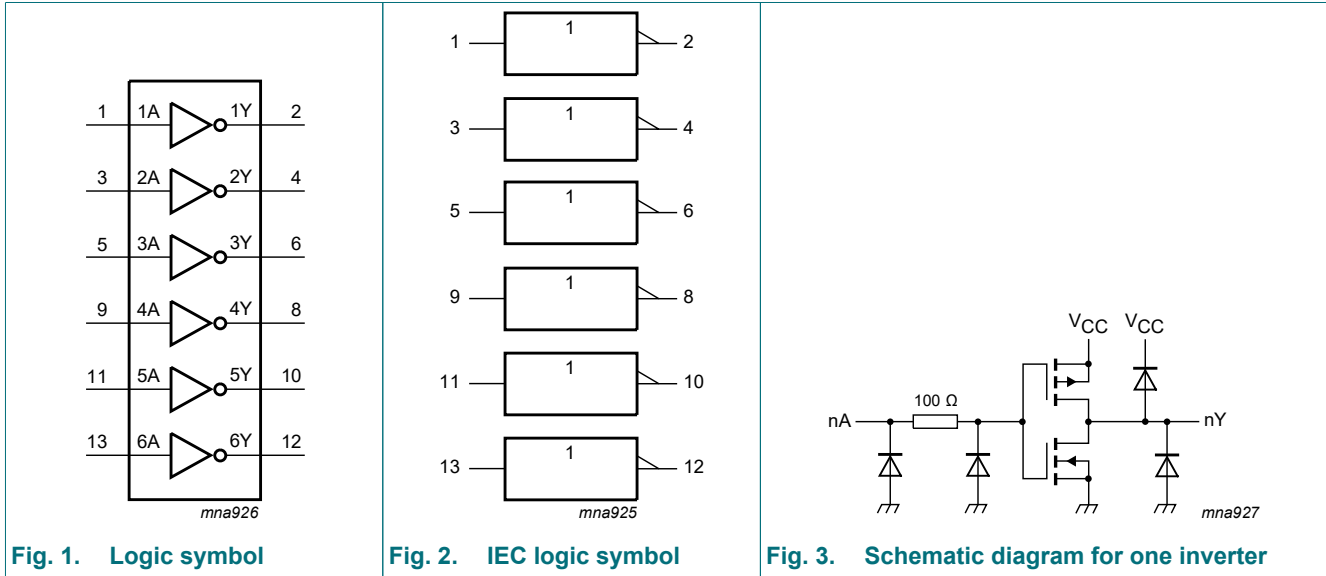 1 1A 1Y 2
3 2A 2Y 4
5 3A 3Y 6
9 4A 4Y 8
11 5A 5Y 10
13 6A 6Y 12
mna926
Fig. 1. Logic symbol
1 1 2
3 1 4
5 1 6
9 1 8
11 1 10
13 1 12
mna925
Fig. 2. IEC logic symbol
VCC VCC
100 Ω
nA nY
mna927
Fig. 3. Schematic diagram for one inverter